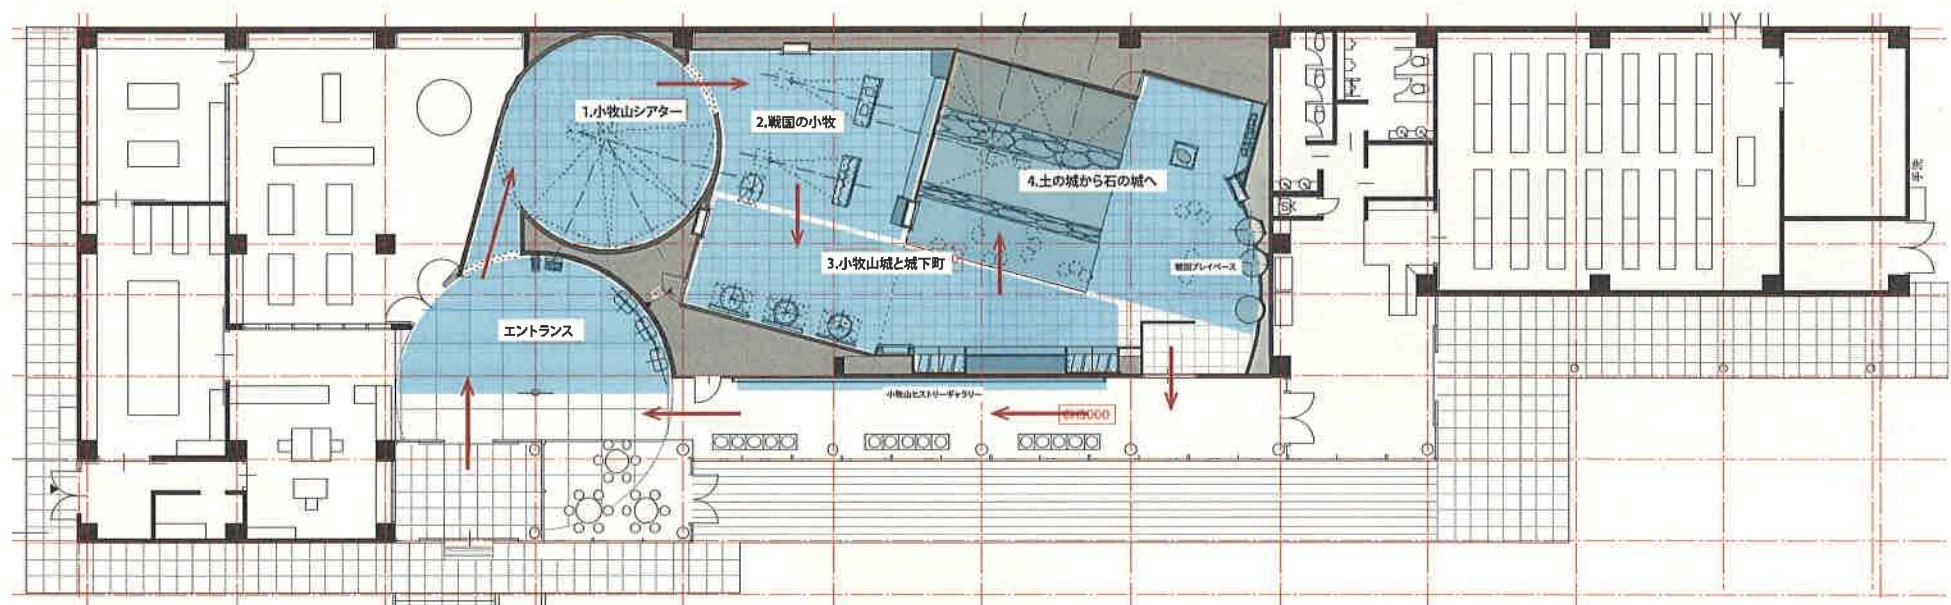 1.小牧山シアター
2.戦国の小牧
3.小牧山城と城下町
4.土の城から石の城へ
戦国プレイベース
エントランス
小牧山ヒストリーギャラリー
SK
手洗